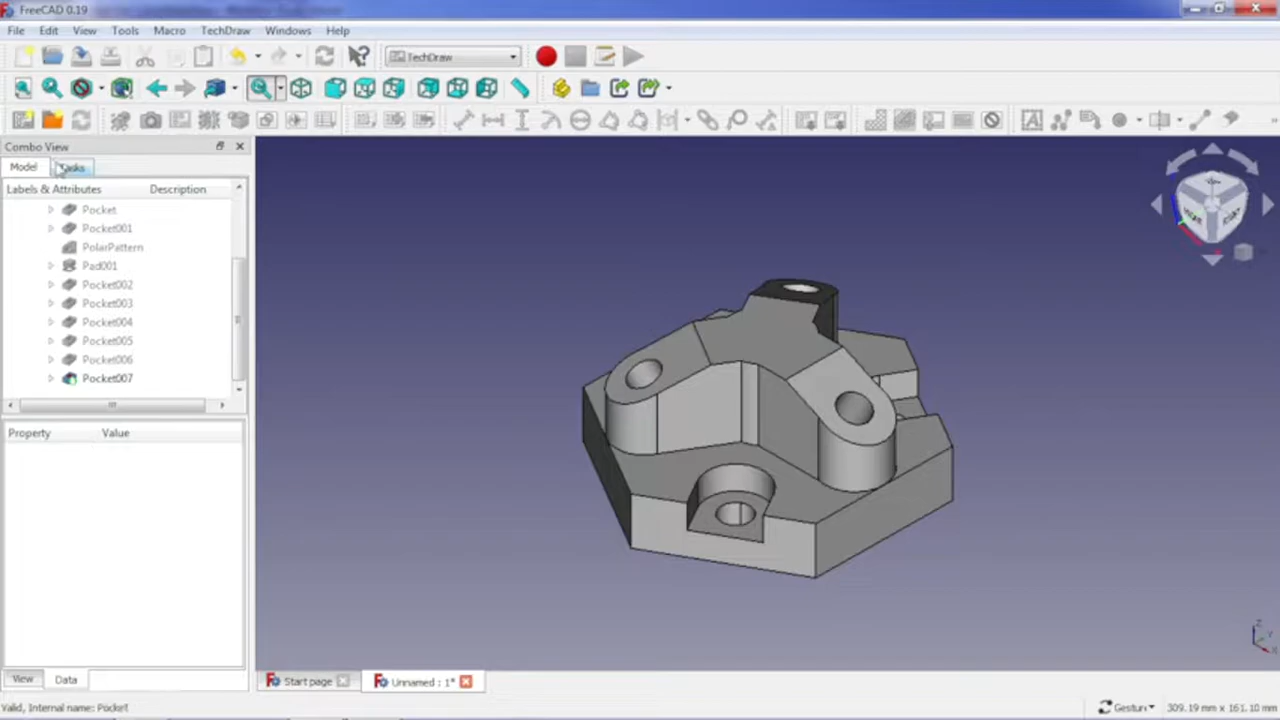 FreeCAD 0.19
File Edit View Tools Macro TechDraw Windows Help
TechDraw
Combo View
Model Tasks
Labels & Attributes Description
Pocket
Pocket001
PolarPattern
Pad001
Pocket002
Pocket003
Pocket004
Pocket005
Pocket006
Pocket007
Property Value
View Data
Start page Unnamed : 1*
Valid, Internal name: Pocket
Gesture 309.19 mm x 161.10 mm